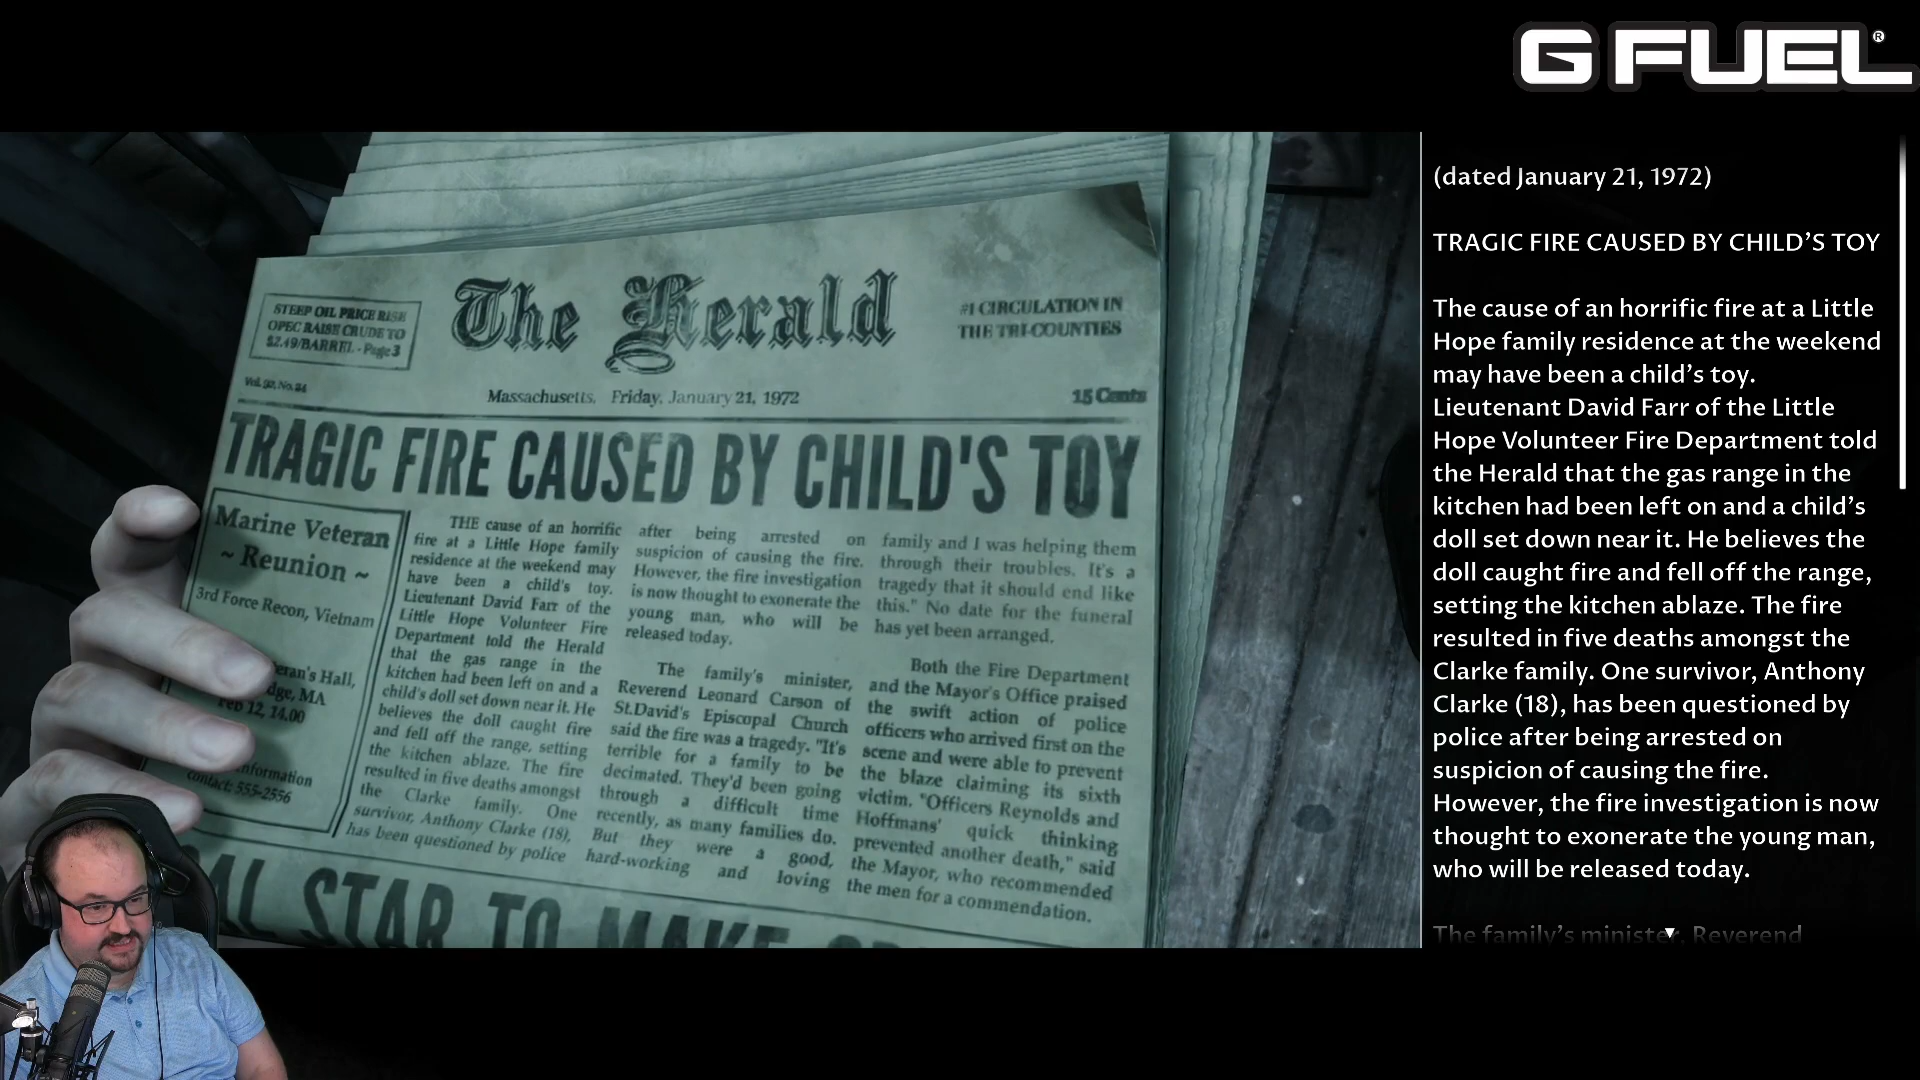 G FUEL®
STEEP OIL PRICE RISE
OPEC RAISE CRUDE TO
$2.49/BARREL - Page 3
The Herald
#1 CIRCULATION IN
THE TRI-COUNTIES
Massachusetts, Friday, January 21, 1972
15 Cents
TRAGIC FIRE CAUSED BY CHILD'S TOY
Marine Veteran
~ Reunion ~
3rd Force Recon, Vietnam
eran's Hall,
dge, MA
Feb 12, 14.00
nformation
contact: 555-2556
THE cause of an horrific
fire at a Little Hope family
residence at the weekend may
have been a child's toy.
Lieutenant David Farr of the
Little Hope Volunteer Fire
Department told the Herald
that the gas range in the
kitchen had been left on and a
child's doll set down near it. He
believes the doll caught fire
and fell off the range, setting
the kitchen ablaze. The fire
resulted in five deaths amongst
the Clarke family. One
survivor, Anthony Clarke (18),
has been questioned by police
after being arrested on
suspicion of causing the fire.
However, the fire investigation
is now thought to exonerate the
young man, who will be
released today.
The family's minister,
Reverend Leonard Carson of
St.David's Episcopal Church
said the fire was a tragedy. "It's
terrible for a family to be
decimated. They'd been going
through a difficult time
recently, as many families do.
But they were a good,
hard-working and loving
family and I was helping them
through their troubles. It's a
tragedy that it should end like
this." No date for the funeral
has yet been arranged.
Both the Fire Department
and the Mayor's Office praised
the swift action of police
officers who arrived first on the
scene and were able to prevent
the blaze claiming its sixth
victim. "Officers Reynolds and
Hoffmans' quick thinking
prevented another death," said
the Mayor, who recommended
the men for a commendation.
STAR TO MAKE
(dated January 21, 1972)
TRAGIC FIRE CAUSED BY CHILD'S TOY
The cause of an horrific fire at a Little
Hope family residence at the weekend
may have been a child's toy.
Lieutenant David Farr of the Little
Hope Volunteer Fire Department told
the Herald that the gas range in the
kitchen had been left on and a child's
doll set down near it. He believes the
doll caught fire and fell off the range,
setting the kitchen ablaze. The fire
resulted in five deaths amongst the
Clarke family. One survivor, Anthony
Clarke (18), has been questioned by
police after being arrested on
suspicion of causing the fire.
However, the fire investigation is now
thought to exonerate the young man,
who will be released today.
The family's minister, Reverend